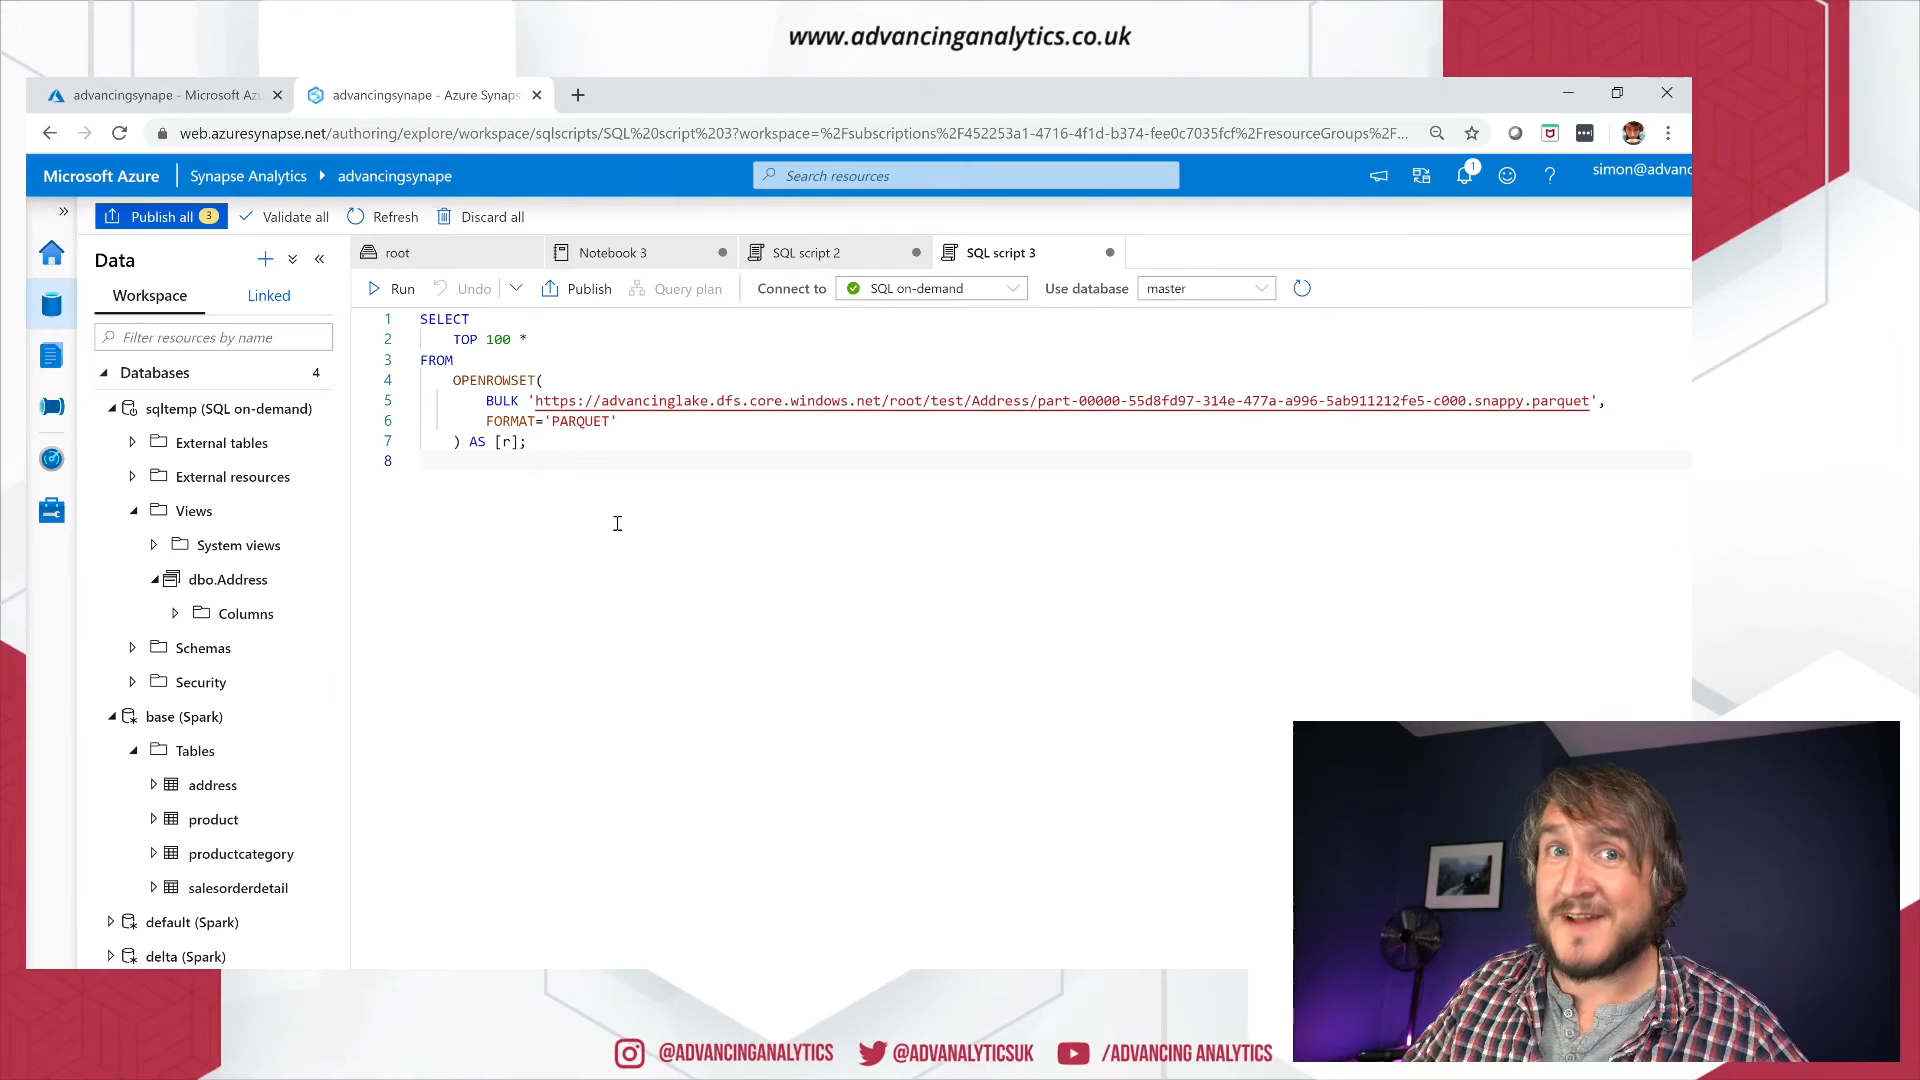 www.advancinganalytics.co.uk
advancingsynape - Microsoft Az
advancingsynape - Azure Synaps
web.azuresynapse.net/authoring/explore/workspace/sqlscripts/SQL%20script%203?workspace=%2Fsubscriptions%2F452253a1-4716-4f1d-b374-fee0c7035fcf%2FresourceGroups%2F...
Microsoft Azure
Synapse Analytics
advancingsynape
Search resources
1
simon@advanc
Publish all 3
Validate all
Refresh
Discard all
Data
root
Notebook 3
SQL script 2
SQL script 3
Workspace
Linked
Run
Undo
Publish
Query plan
Connect to
SQL on-demand
Use database
master
Filter resources by name
Databases 4
sqltemp (SQL on-demand)
External tables
External resources
Views
System views
dbo.Address
Columns
Schemas
Security
base (Spark)
Tables
address
product
productcategory
salesorderdetail
default (Spark)
delta (Spark)
1 SELECT
2 TOP 100 *
3 FROM
4 OPENROWSET(
5 BULK 'https://advancinglake.dfs.core.windows.net/root/test/Address/part-00000-55d8fd97-314e-477a-a996-5ab911212fe5-c000.snappy.parquet',
6 FORMAT='PARQUET'
7 ) AS [r];
8
@ADVANCINGANALYTICS
@ADVANALYTICSUK
/ADVANCING ANALYTICS